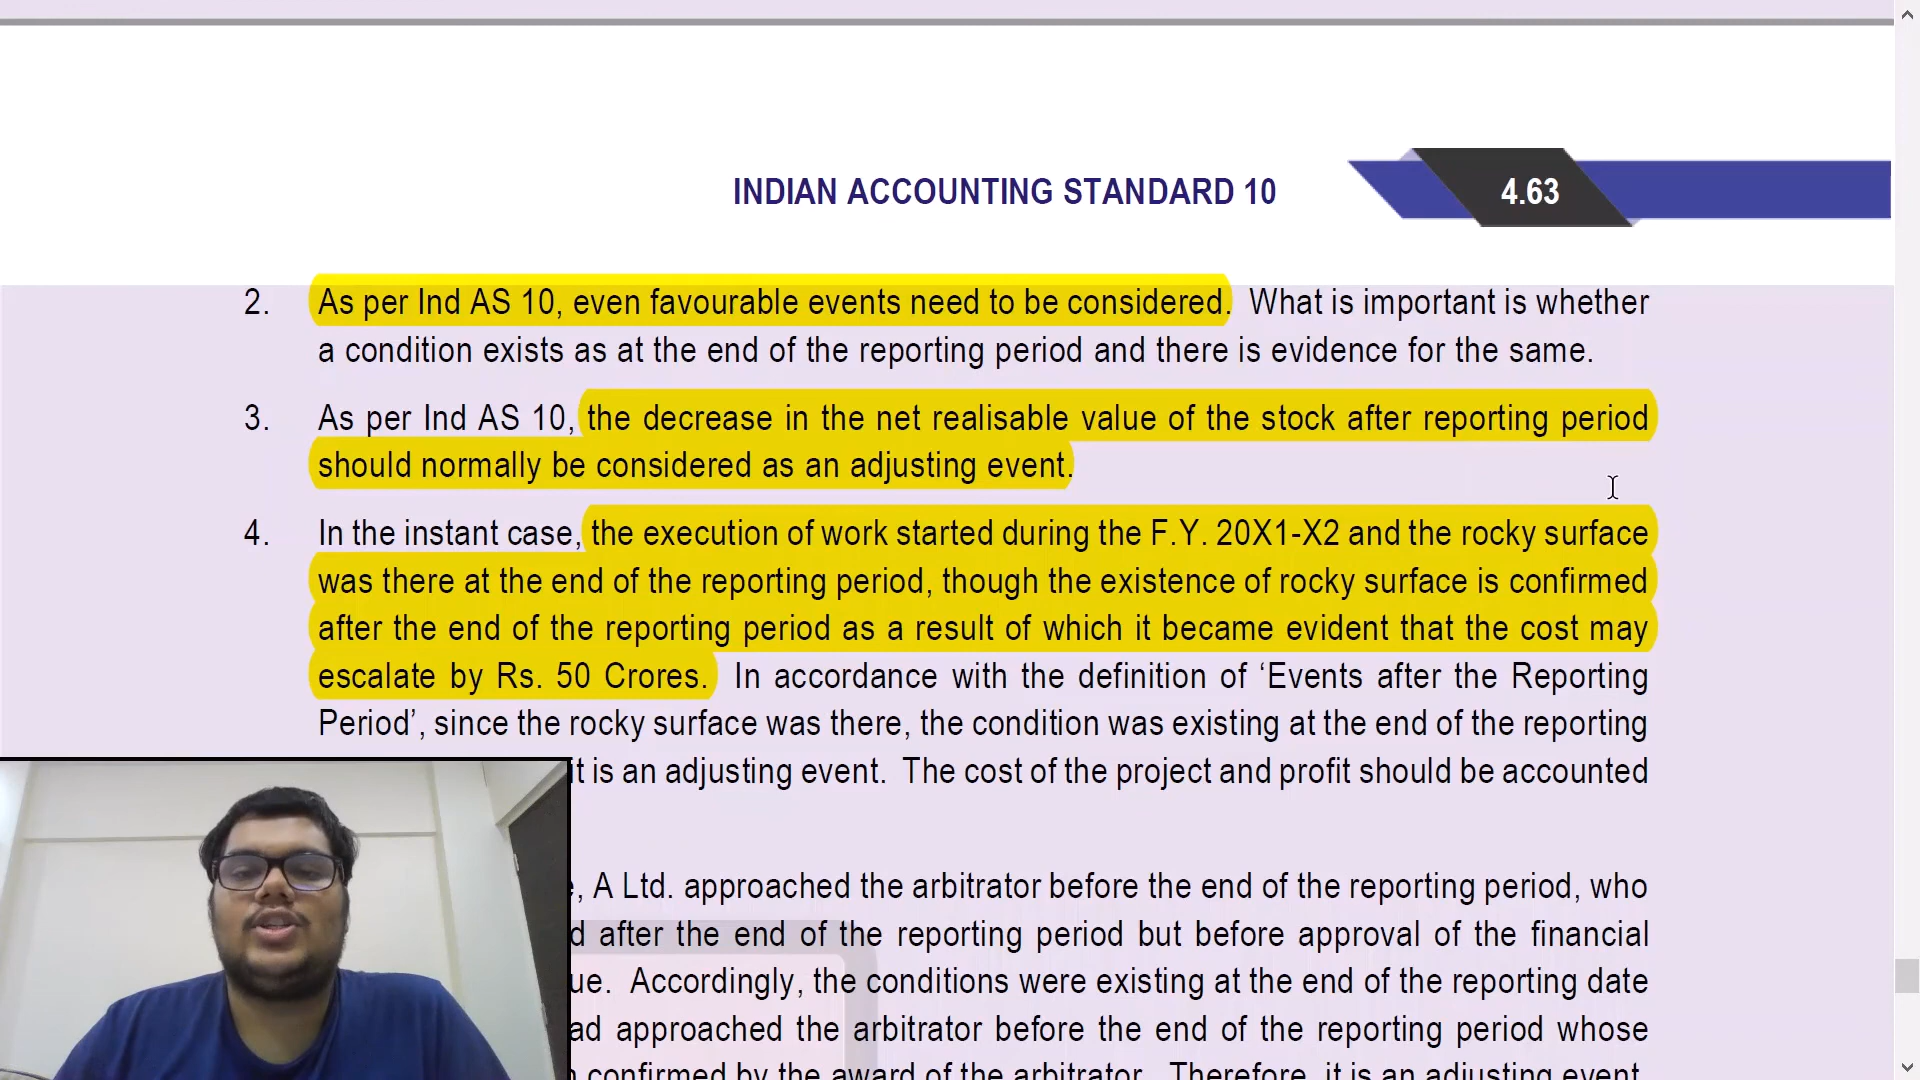 INDIAN ACCOUNTING STANDARD 10 4.63
2. As per Ind AS 10, even favourable events need to be considered. What is important is whether
a condition exists as at the end of the reporting period and there is evidence for the same.
3. As per Ind AS 10, the decrease in the net realisable value of the stock after reporting period
should normally be considered as an adjusting event.
4. In the instant case, the execution of work started during the F.Y. 20X1-X2 and the rocky surface
was there at the end of the reporting period, though the existence of rocky surface is confirmed
after the end of the reporting period as a result of which it became evident that the cost may
escalate by Rs. 50 Crores. In accordance with the definition of ‘Events after the Reporting
Period’, since the rocky surface was there, the condition was existing at the end of the reporting
it is an adjusting event. The cost of the project and profit should be accounted
, A Ltd. approached the arbitrator before the end of the reporting period, who
after the end of the reporting period but before approval of the financial
Accordingly, the conditions were existing at the end of the reporting date
approached the arbitrator before the end of the reporting period whose
confirmed by the award of the arbitrator. Therefore, it is an adjusting event.